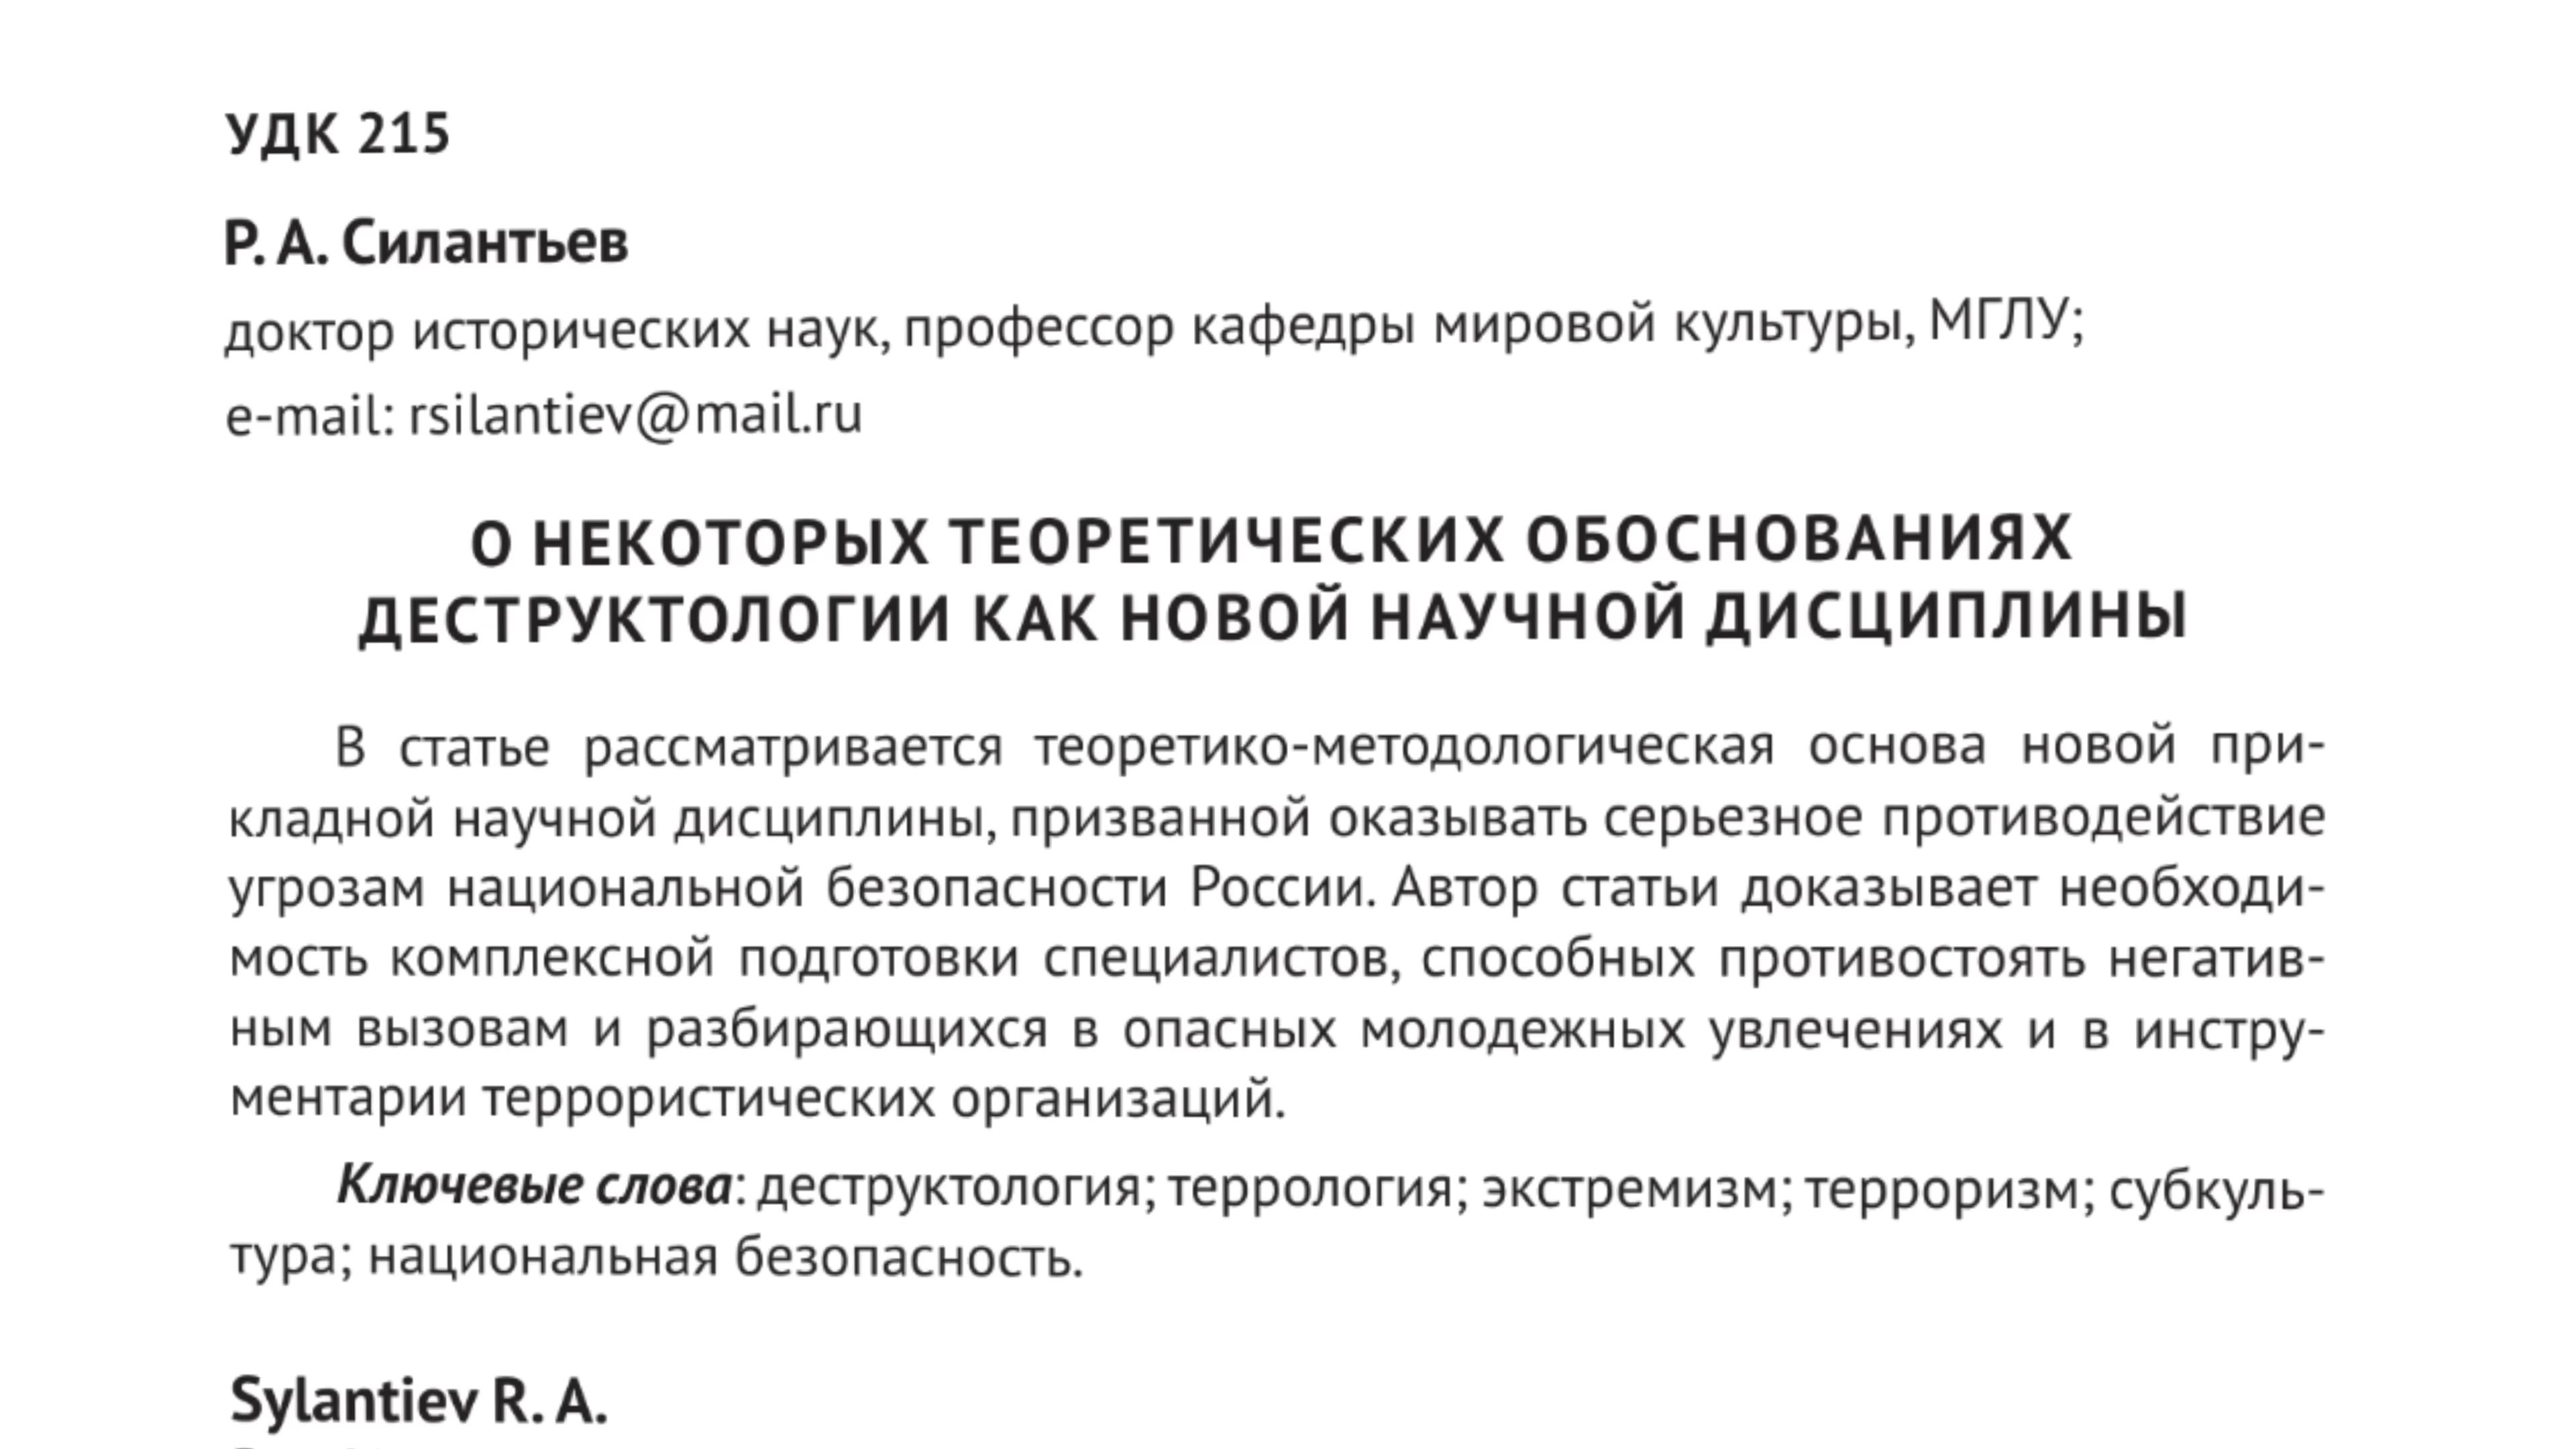 УДК 215
Р. А. Силантьев
доктор исторических наук, профессор кафедры мировой культуры, МГЛУ;
e-mail: rsilantiev@mail.ru
О НЕКОТОРЫХ ТЕОРЕТИЧЕСКИХ ОБОСНОВАНИЯХ
ДЕСТРУКТОЛОГИИ КАК НОВОЙ НАУЧНОЙ ДИСЦИПЛИНЫ
В статье рассматривается теоретико-методологическая основа новой при-
кладной научной дисциплины, призванной оказывать серьезное противодействие
угрозам национальной безопасности России. Автор статьи доказывает необходи-
мость комплексной подготовки специалистов, способных противостоять негатив-
ным вызовам и разбирающихся в опасных молодежных увлечениях и в инстру-
ментарии террористических организаций.
Ключевые слова: деструктология; террология; экстремизм; терроризм; субкуль-
тура; национальная безопасность.
Sylantiev R. A.